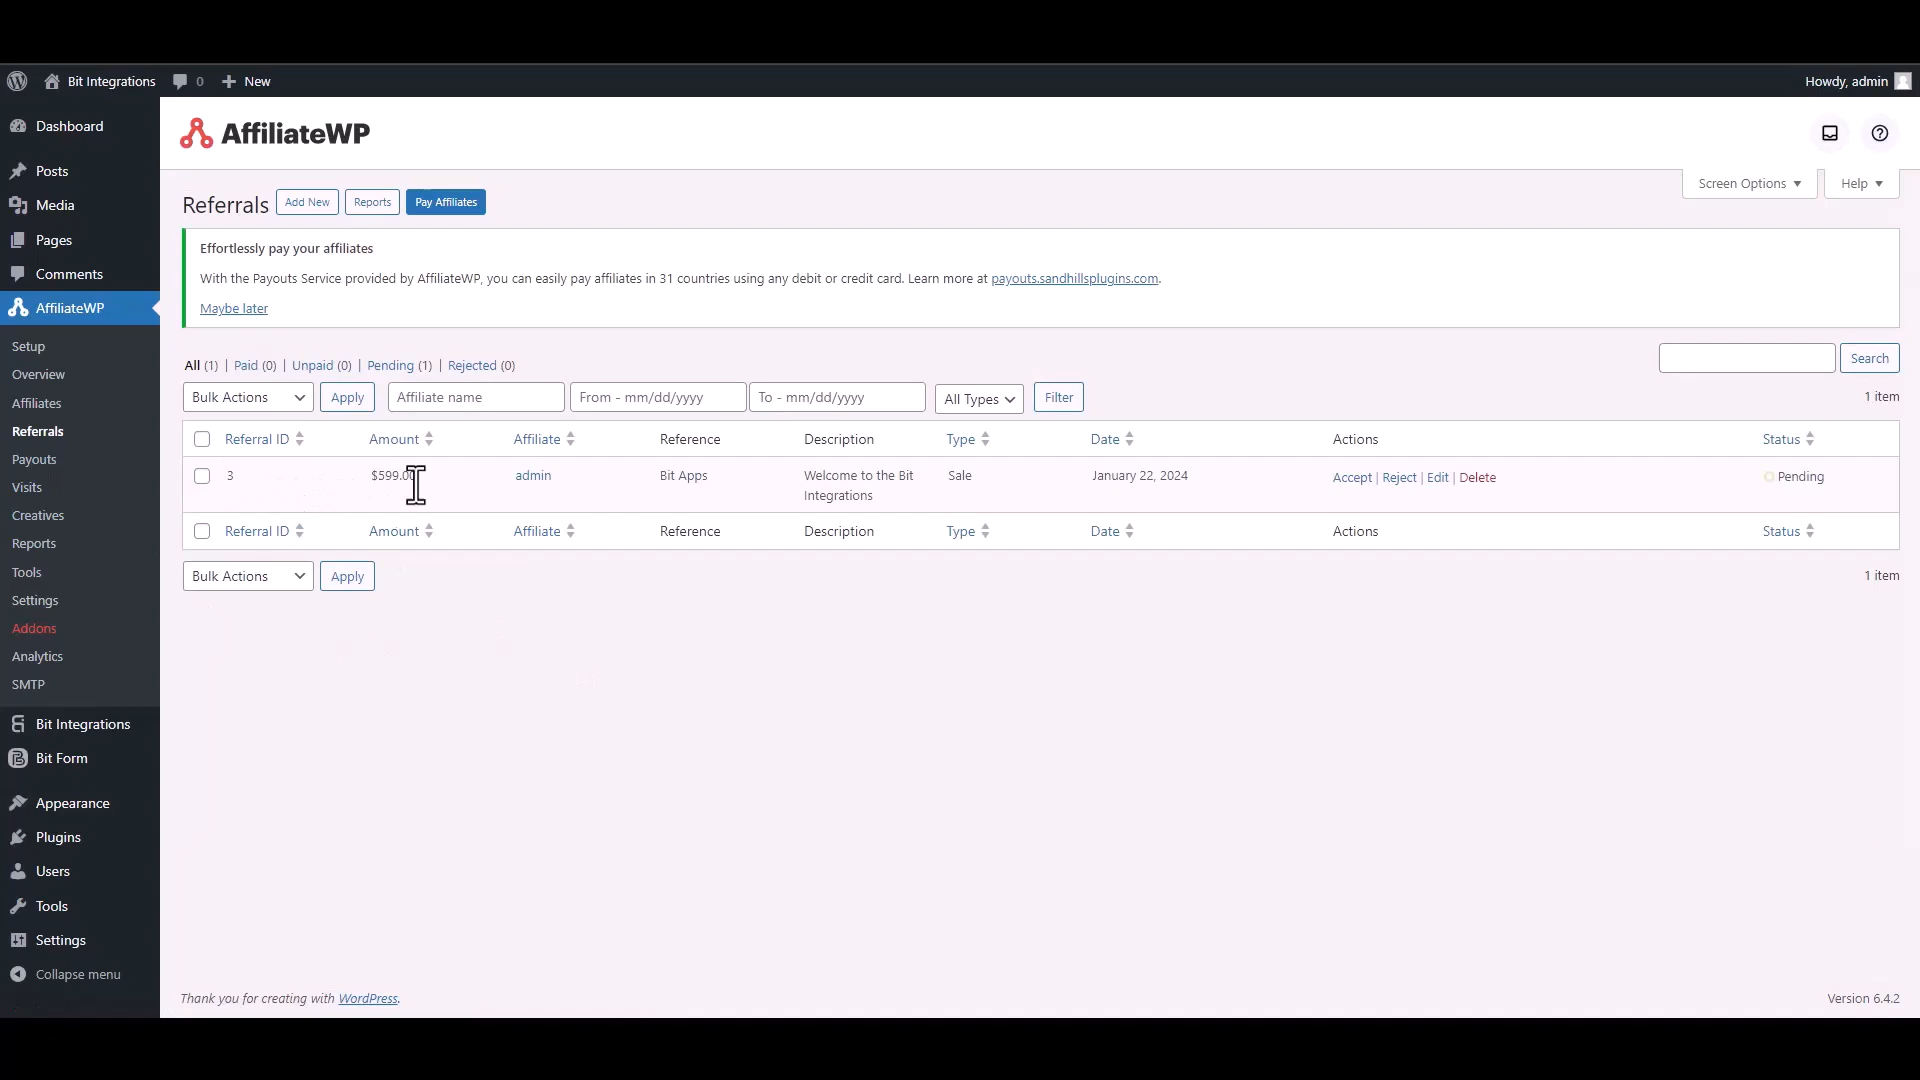 Bit Integrations 0 New Howdy, admin
Dashboard
Posts
Media
Pages
Comments
AffiliateWP
Setup
Overview
Affiliates
Referrals
Payouts
Visits
Creatives
Reports
Tools
Settings
Addons
Analytics
SMTP
Bit Integrations
Bit Form
Appearance
Plugins
Users
Tools
Settings
Collapse menu
AffiliateWP
Screen Options Help
Referrals Add New Reports Pay Affiliates
Effortlessly pay your affiliates
With the Payouts Service provided by AffiliateWP, you can easily pay affiliates in 31 countries using any debit or credit card. Learn more at payouts.sandhillsplugins.com.
Maybe later
All (1) | Paid (0) | Unpaid (0) | Pending (1) | Rejected (0)
Search
Bulk Actions Apply Affiliate name From - mm/dd/yyyy To - mm/dd/yyyy All Types Filter 1 item
Referral ID Amount Affiliate Reference Description Type Date Actions Status
3 $599.00 admin Bit Apps Welcome to the Bit Sale January 22, 2024 Accept | Reject | Edit | Delete Pending
Integrations
Referral ID Amount Affiliate Reference Description Type Date Actions Status
Bulk Actions Apply 1 item
Thank you for creating with WordPress. Version 6.4.2